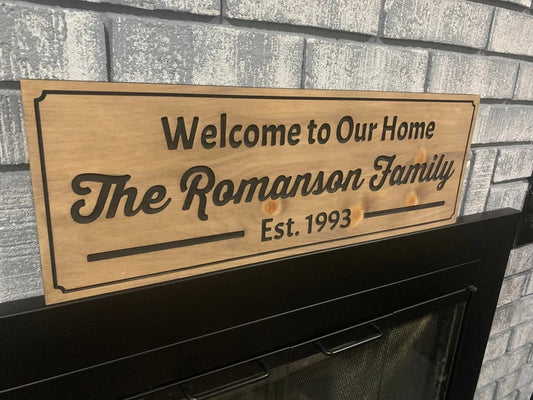 Welcome to Our Home
The Romanson Family
Est. 1993